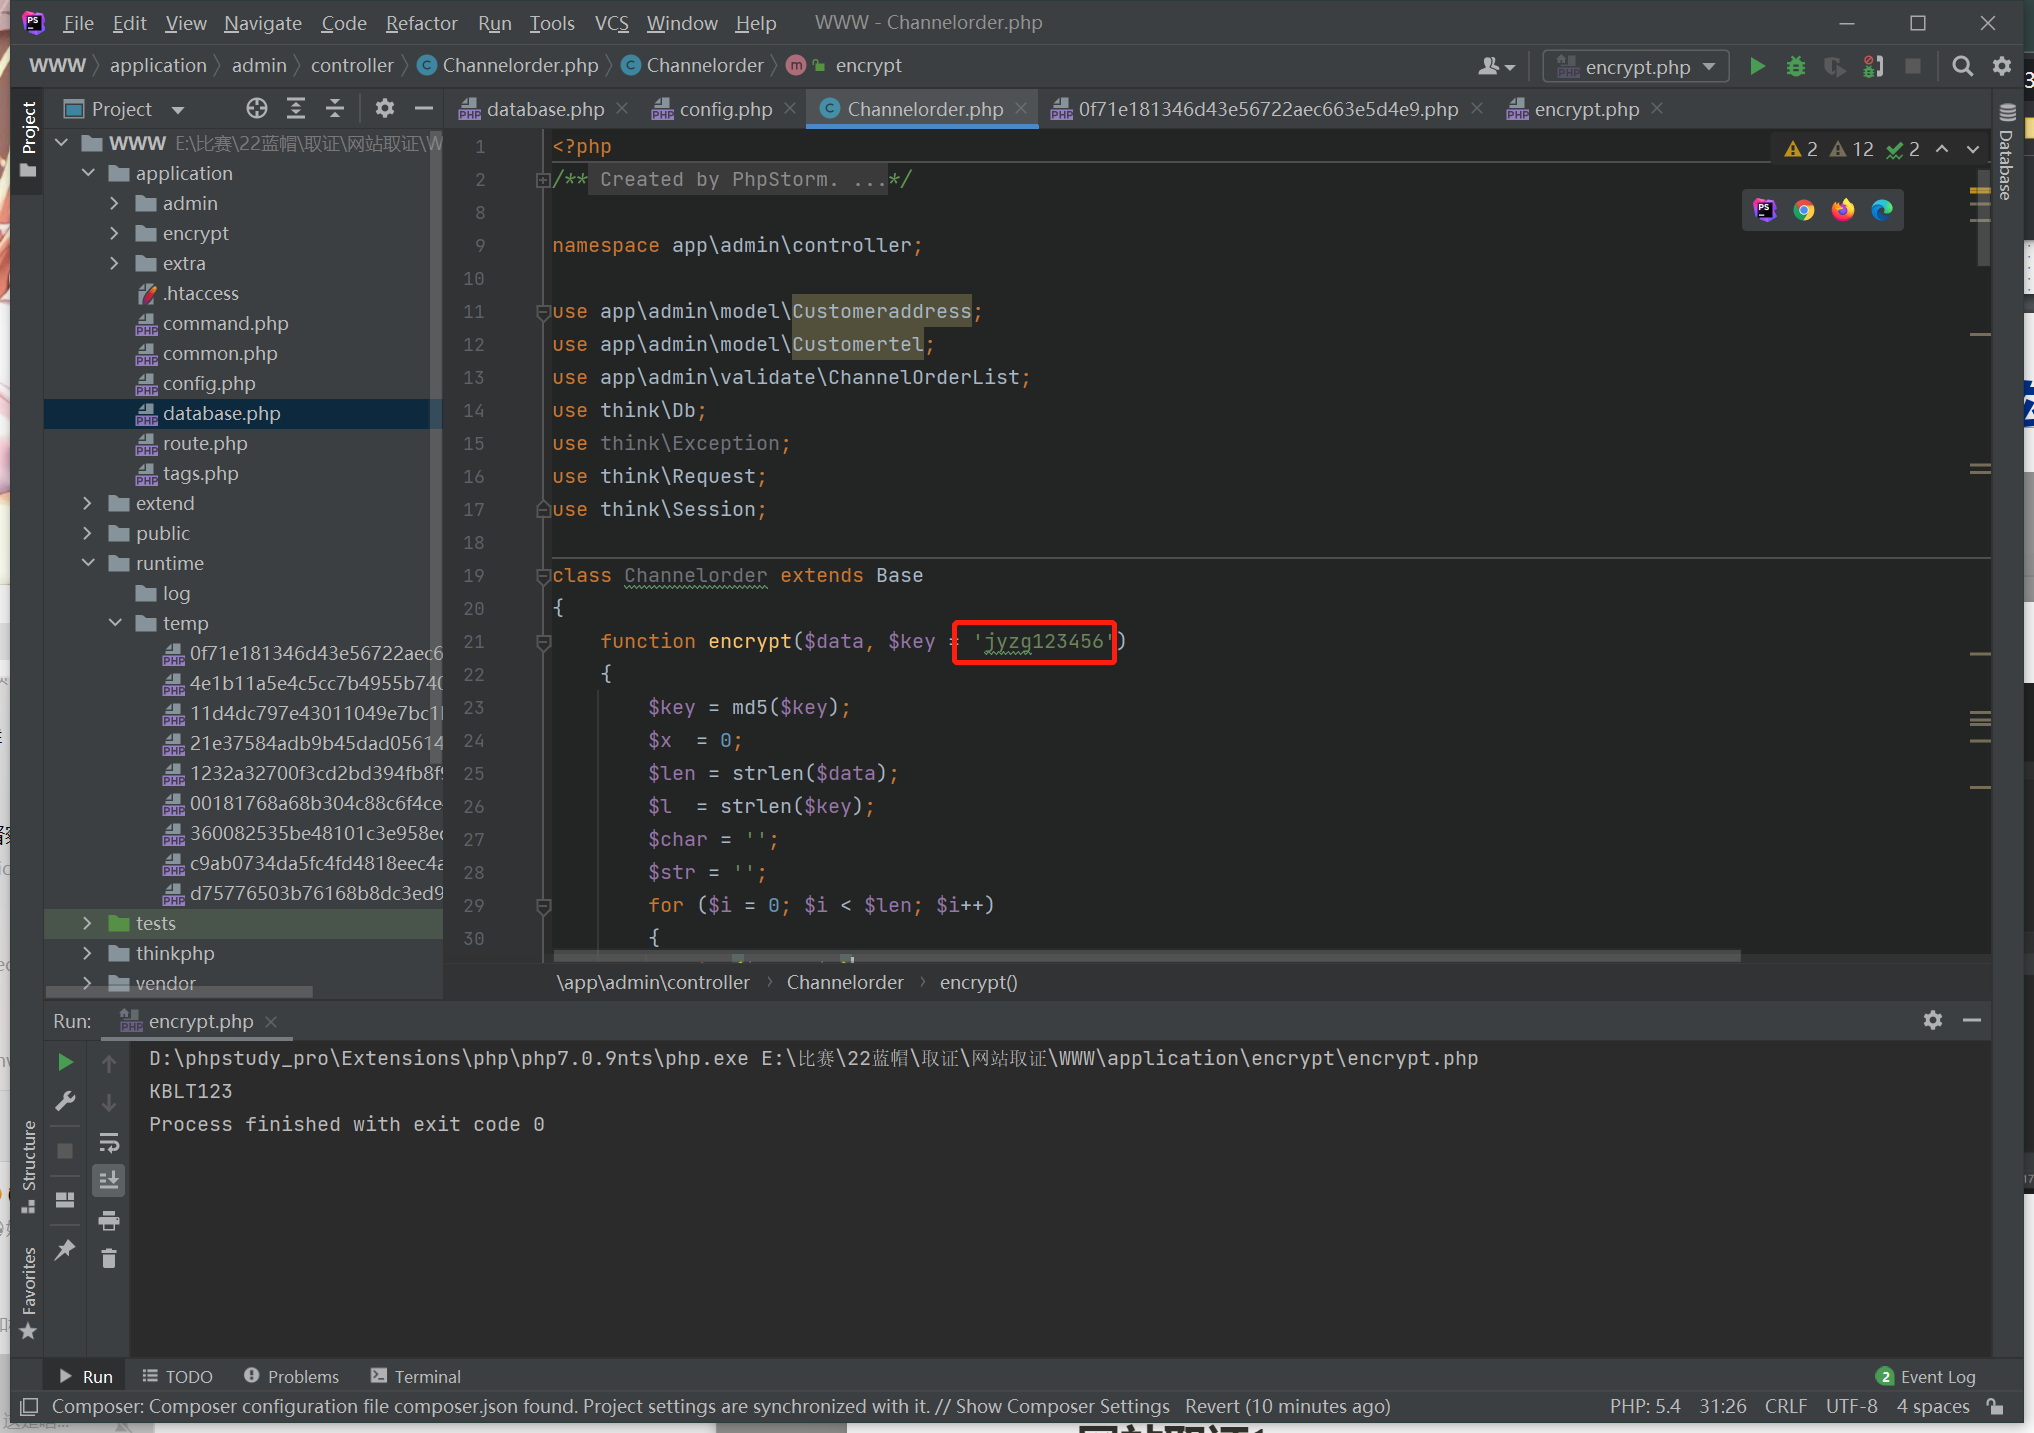 File Edit View Navigate Code Refactor Run Tools VCS Window Help WWW - Channelorder.php
WWW application admin controller Channelorder.php Channelorder encrypt encrypt.php
Project database.php config.php Channelorder.php 0f71e181346d43e56722aec663e5d4e9.php encrypt.php
Project
Database
WWW E:\比赛\22蓝帽\取证\网站取证\W
application
admin
encrypt
extra
.htaccess
command.php
common.php
config.php
database.php
route.php
tags.php
extend
public
runtime
log
temp
0f71e181346d43e56722aec6
4e1b11a5e4c5cc7b4955b740
11d4dc797e43011049e7bc1
21e37584adb9b45dad05614
1232a32700f3cd2bd394fb8f9
00181768a68b304c88c6f4ce
360082535be48101c3e958ec
c9ab0734da5fc4fd4818eec4a
d75776503b76168b8dc3ed9
tests
thinkphp
vendor
2 12 2
1 <?php
2 /** Created by PhpStorm. ...*/
8
9 namespace app\admin\controller;
10
11 use app\admin\model\Customeraddress;
12 use app\admin\model\Customertel;
13 use app\admin\validate\ChannelOrderList;
14 use think\Db;
15 use think\Exception;
16 use think\Request;
17 use think\Session;
18
19 class Channelorder extends Base
20 {
21 function encrypt($data, $key = 'jyzg123456')
22 {
23 $key = md5($key);
24 $x = 0;
25 $len = strlen($data);
26 $l = strlen($key);
27 $char = '';
28 $str = '';
29 for ($i = 0; $i < $len; $i++)
30 {
\app\admin\controller Channelorder encrypt()
Run: encrypt.php
D:\phpstudy_pro\Extensions\php\php7.0.9nts\php.exe E:\比赛\22蓝帽\取证\网站取证\WWW\application\encrypt\encrypt.php
KBLT123
Process finished with exit code 0
Structure
Favorites
Run TODO Problems Terminal 2 Event Log
Composer: Composer configuration file composer.json found. Project settings are synchronized with it. // Show Composer Settings Revert (10 minutes ago) PHP: 5.4 31:26 CRLF UTF-8 4 spaces